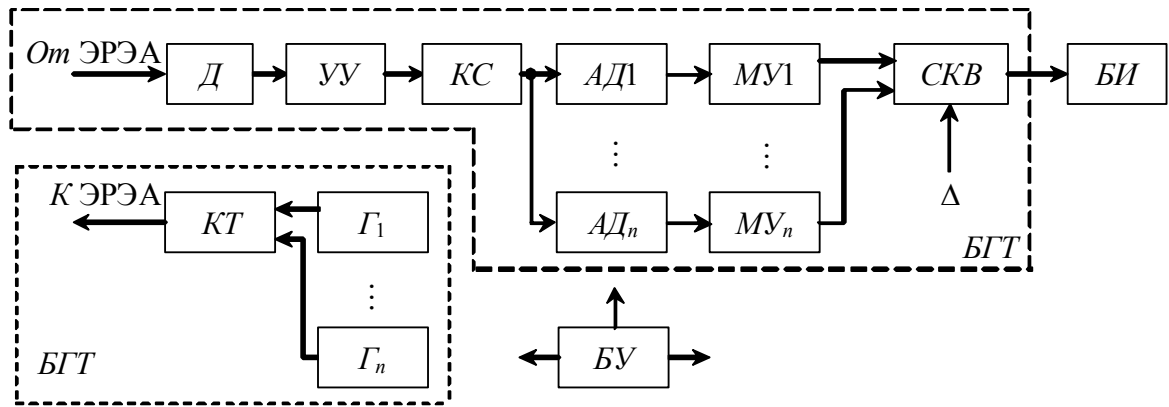 От ЭРЭА
Д
УУ
КС
АД1
МУ1
СКВ
БИ
⋮
⋮
Δ
АДn
МУn
БГТ
К ЭРЭА
КТ
Г1
⋮
Гn
БГТ
БУ